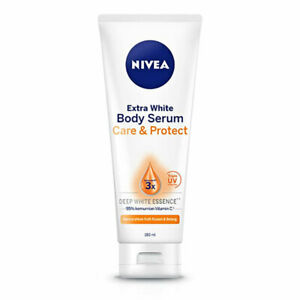 NIVEA
Extra White
Body Serum
Care & Protect
3x
UV
DEEP WHITE ESSENCE
95% kemurnian Vitamin C
180 ml